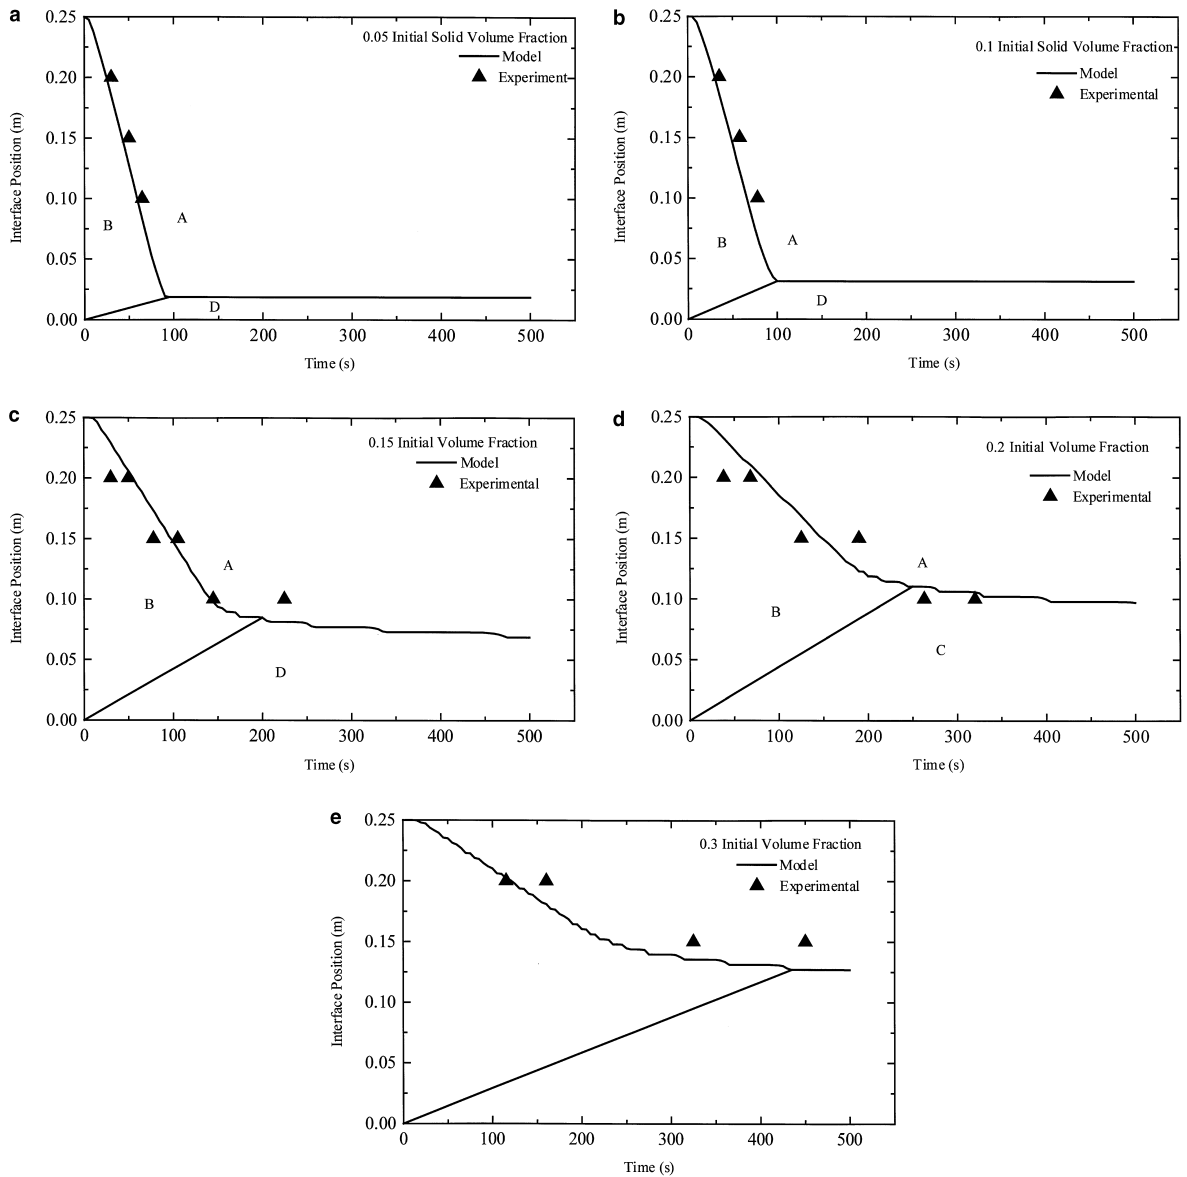 a
0.05 Initial Solid Volume Fraction
Model
Experiment
0.25
0.20
0.15
0.10
0.05
0.00
Interface Position (m)
B
A
D
0
100
200
300
400
500
Time (s)
b
0.1 Initial Solid Volume Fraction
Model
Experimental
0.25
0.20
0.15
0.10
0.05
0.00
Interface Position (m)
B
A
D
0
100
200
300
400
500
Time (s)
c
0.15 Initial Volume Fraction
Model
Experimental
0.25
0.20
0.15
0.10
0.05
0.00
Interface Position (m)
A
B
D
0
100
200
300
400
500
Time (s)
d
0.2 Initial Volume Fraction
Model
Experimental
0.25
0.20
0.15
0.10
0.05
0.00
Interface Position (m)
A
B
C
0
100
200
300
400
500
Time (s)
e
0.3 Initial Volume Fraction
Model
Experimental
0.25
0.20
0.15
0.10
0.05
0.00
Interface Position (m)
0
100
200
300
400
500
Time (s)